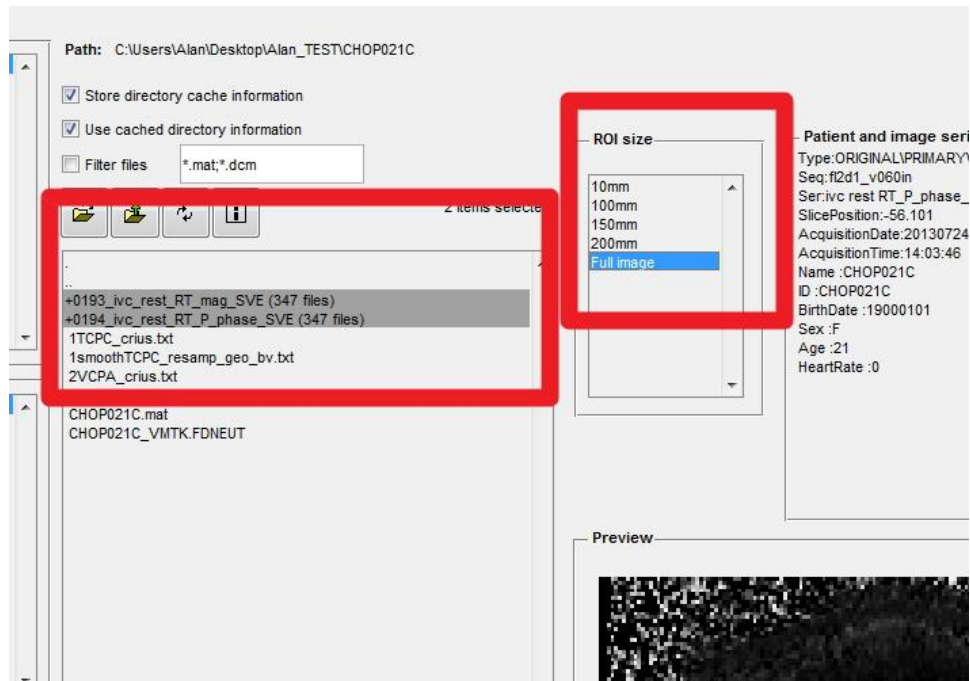 Path: C:\Users\Alan\Desktop\Alan_TEST\CHOP021C
Store directory cache information
Use cached directory information
Filter files
*.mat;*.dcm
2 items selecte
.
..
+0193_ivc_rest_RT_mag_SVE (347 files)
+0194_ivc_rest_RT_P_phase_SVE (347 files)
1TCPC_crius.txt
1smoothTCPC_resamp_geo_bv.txt
2VCPA_crius.txt
CHOP021C.mat
CHOP021C_VMTK.FDNEUT
ROI size
10mm
100mm
150mm
200mm
Full image
Patient and image seri
Type:ORIGINAL\PRIMARY\
Seq:fl2d1_v060in
Ser:ivc rest RT_P_phase_
SlicePosition:-56.101
AcquisitionDate:20130724
AcquisitionTime:14:03:46
Name :CHOP021C
ID :CHOP021C
BirthDate :19000101
Sex :F
Age :21
HeartRate :0
Preview